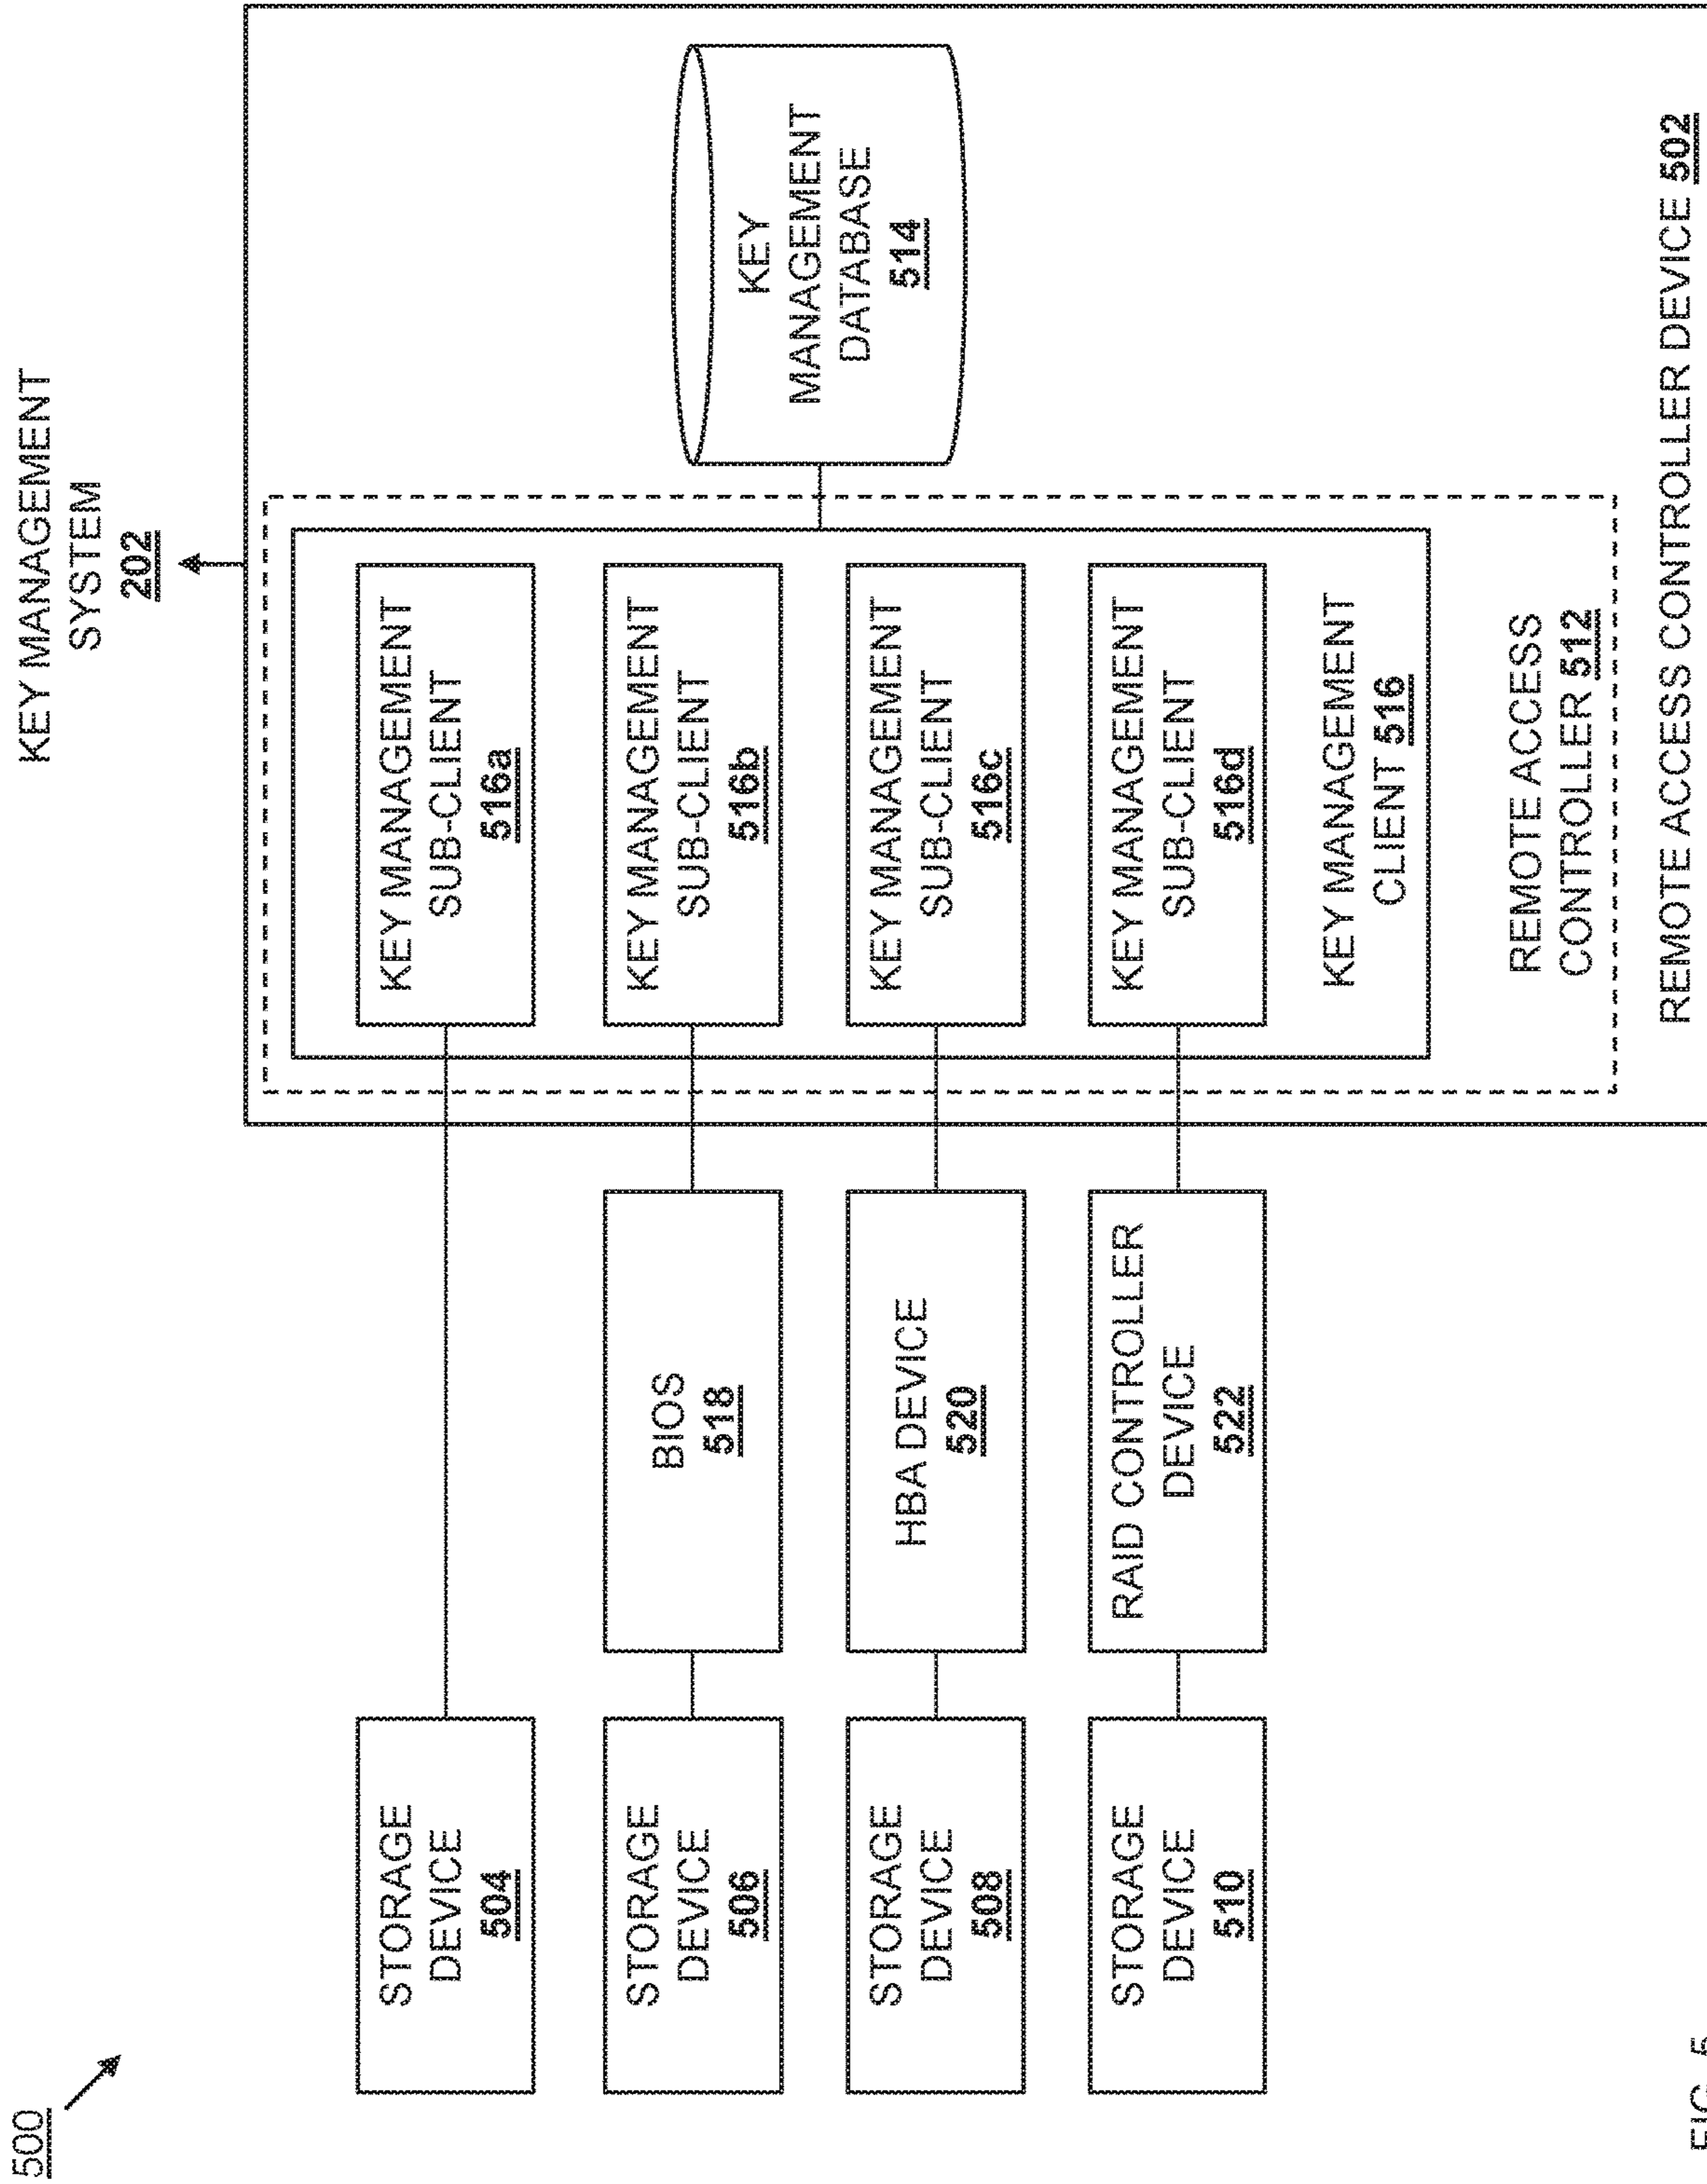 500
KEY MANAGEMENT
SYSTEM
202
STORAGE
DEVICE
504
KEY MANAGEMENT
SUB-CLIENT
516a
STORAGE
DEVICE
506
BIOS
518
KEY MANAGEMENT
SUB-CLIENT
516b
STORAGE
DEVICE
508
HBA DEVICE
520
KEY MANAGEMENT
SUB-CLIENT
516c
STORAGE
DEVICE
510
RAID CONTROLLER
DEVICE
522
KEY MANAGEMENT
SUB-CLIENT
516d
KEY MANAGEMENT
CLIENT 516
REMOTE ACCESS
CONTROLLER 512
KEY
MANAGEMENT
DATABASE
514
REMOTE ACCESS CONTROLLER DEVICE 502
FIG. 5